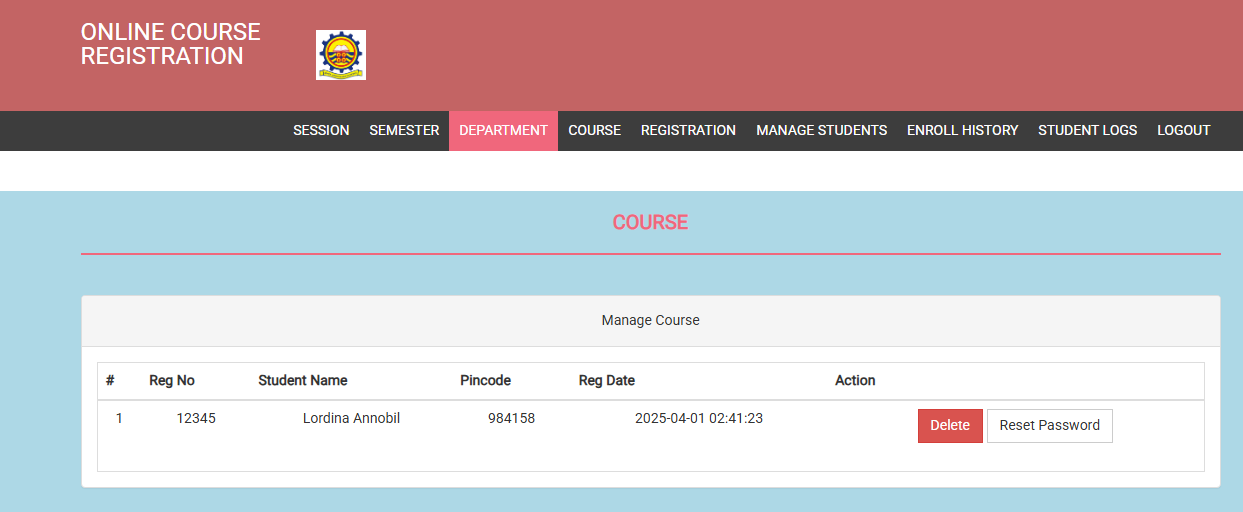 ONLINE COURSE
REGISTRATION
SESSION SEMESTER DEPARTMENT COURSE REGISTRATION MANAGE STUDENTS ENROLL HISTORY STUDENT LOGS LOGOUT
COURSE
Manage Course
# Reg No Student Name Pincode Reg Date Action
1 12345 Lordina Annobil 984158 2025-04-01 02:41:23 Delete Reset Password